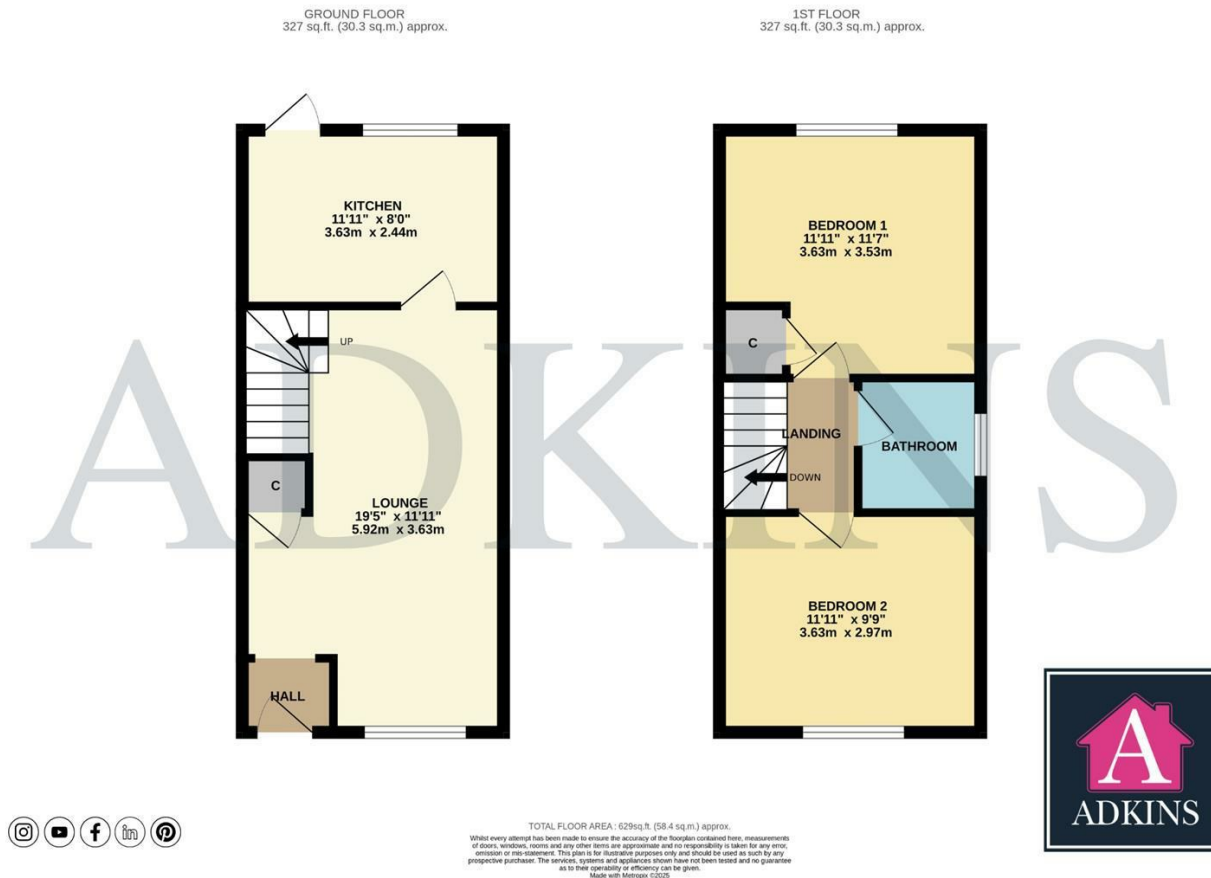 GROUND FLOOR
327 sq.ft. (30.3 sq.m.) approx.
1ST FLOOR
327 sq.ft. (30.3 sq.m.) approx.
KITCHEN
11'11" x 8'0"
3.63m x 2.44m
UP
C
LOUNGE
19'5" x 11'11"
5.92m x 3.63m
HALL
BEDROOM 1
11'11" x 11'7"
3.63m x 3.53m
C
LANDING
BATHROOM
DOWN
BEDROOM 2
11'11" x 9'9"
3.63m x 2.97m
ADKINS
A
ADKINS
in
TOTAL FLOOR AREA : 629sq.ft. (58.4 sq.m.) approx.
Whilst every attempt has been made to ensure the accuracy of the floorplan contained here, measurements
of doors, windows, rooms and any other items are approximate and no responsibility is taken for any error,
omission or mis-statement. This plan is for illustrative purposes only and should be used as such by any
prospective purchaser. The services, systems and appliances shown have not been tested and no guarantee
as to their operability or efficiency can be given.
Made with Metropix ©2025